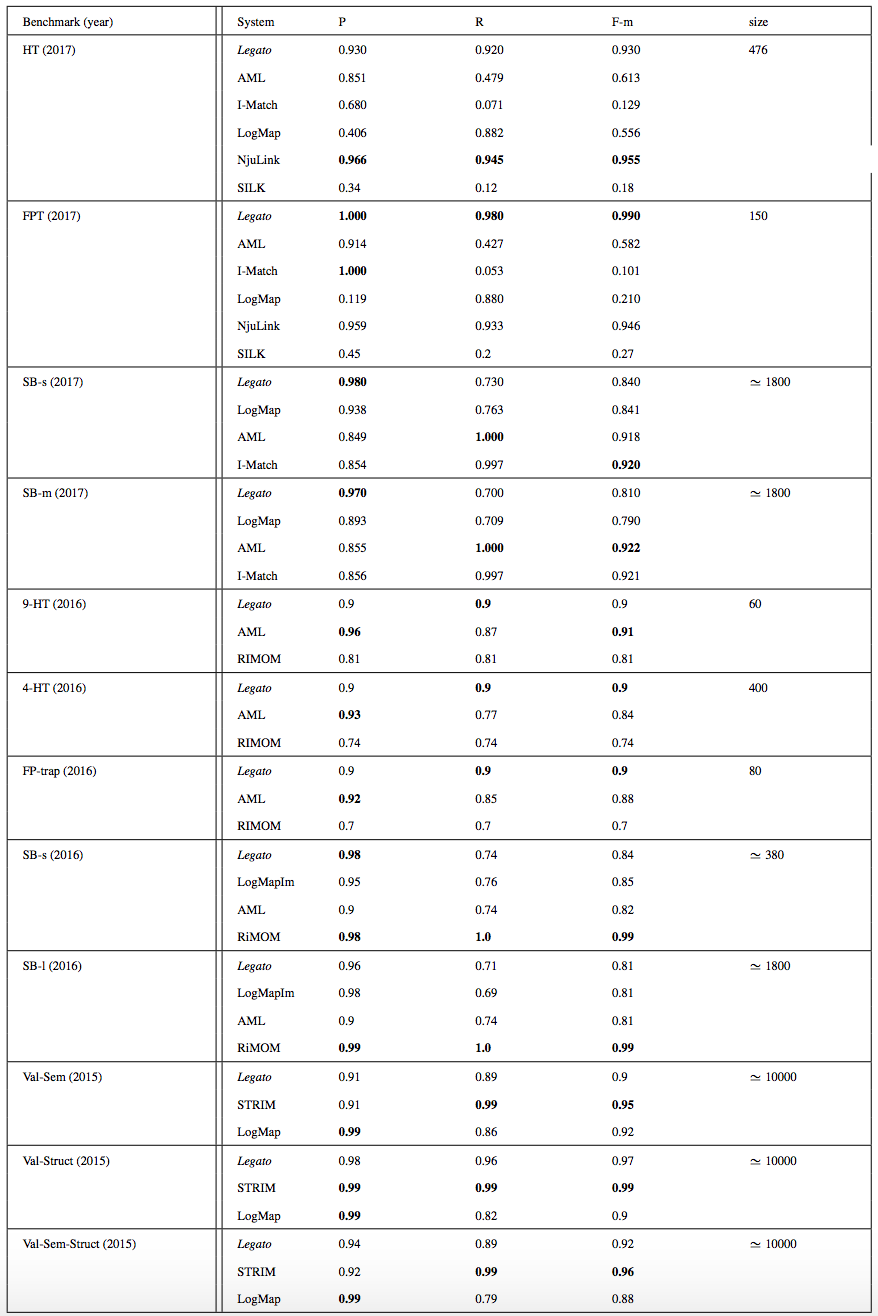 Benchmark (year) System P R F-m size
HT (2017) Legato 0.930 0.920 0.930 476
AML 0.851 0.479 0.613
I-Match 0.680 0.071 0.129
LogMap 0.406 0.882 0.556
NjuLink 0.966 0.945 0.955
SILK 0.34 0.12 0.18
FPT (2017) Legato 1.000 0.980 0.990 150
AML 0.914 0.427 0.582
I-Match 1.000 0.053 0.101
LogMap 0.119 0.880 0.210
NjuLink 0.959 0.933 0.946
SILK 0.45 0.2 0.27
SB-s (2017) Legato 0.980 0.730 0.840 ≃ 1800
LogMap 0.938 0.763 0.841
AML 0.849 1.000 0.918
I-Match 0.854 0.997 0.920
SB-m (2017) Legato 0.970 0.700 0.810 ≃ 1800
LogMap 0.893 0.709 0.790
AML 0.855 1.000 0.922
I-Match 0.856 0.997 0.921
9-HT (2016) Legato 0.9 0.9 0.9 60
AML 0.96 0.87 0.91
RIMOM 0.81 0.81 0.81
4-HT (2016) Legato 0.9 0.9 0.9 400
AML 0.93 0.77 0.84
RIMOM 0.74 0.74 0.74
FP-trap (2016) Legato 0.9 0.9 0.9 80
AML 0.92 0.85 0.88
RIMOM 0.7 0.7 0.7
SB-s (2016) Legato 0.98 0.74 0.84 ≃ 380
LogMapIm 0.95 0.76 0.85
AML 0.9 0.74 0.82
RiMOM 0.98 1.0 0.99
SB-l (2016) Legato 0.96 0.71 0.81 ≃ 1800
LogMapIm 0.98 0.69 0.81
AML 0.9 0.74 0.81
RiMOM 0.99 1.0 0.99
Val-Sem (2015) Legato 0.91 0.89 0.9 ≃ 10000
STRIM 0.91 0.99 0.95
LogMap 0.99 0.86 0.92
Val-Struct (2015) Legato 0.98 0.96 0.97 ≃ 10000
STRIM 0.99 0.99 0.99
LogMap 0.99 0.82 0.9
Val-Sem-Struct (2015) Legato 0.94 0.89 0.92 ≃ 10000
STRIM 0.92 0.99 0.96
LogMap 0.99 0.79 0.88